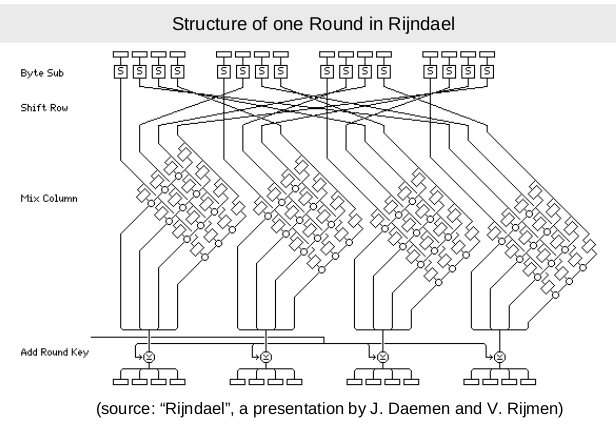 Structure of one Round in Rijndael
Byte Sub
S S S S S S S S S S S S S S S S
Shift Row
Mix Column
Add Round Key
(source: “Rijndael”, a presentation by J. Daemen and V. Rijmen)